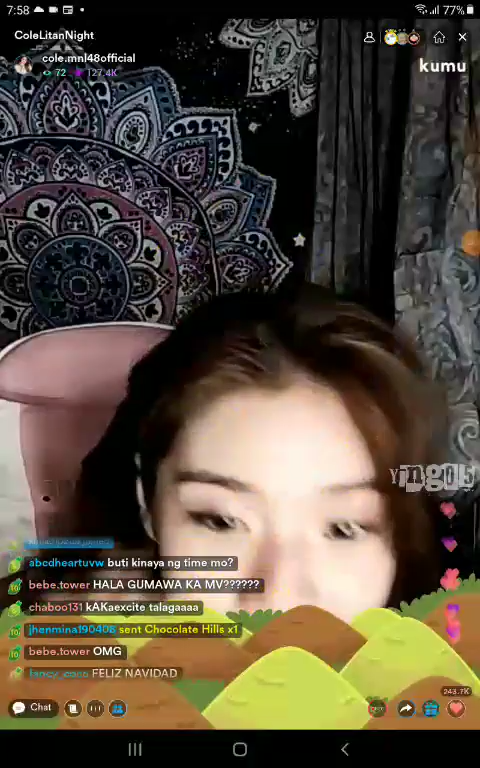 7:58
77%
ColeLitanNight
cole.mnl48official
72
127.4K
kumu
abcdheartuvw buti kinaya ng time mo?
bebe.tower HALA GUMAWA KA MV??????
chaboo131 kAKaexcite talagaaaa
jhanmina190408 sent Chocolate Hills x1
bebe.tower OMG
fancy_coco FELIZ NAVIDAD
243.7K
Chat